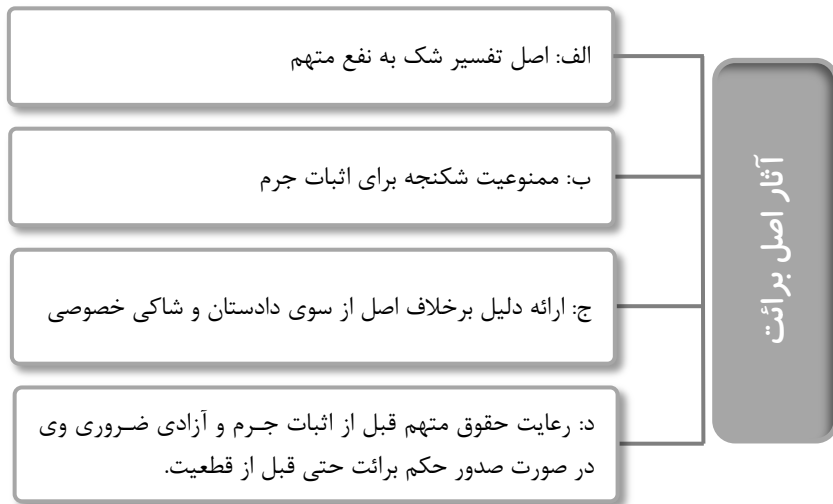 آثار اصل برائت
الف: اصل تفسیر شک به نفع متهم
ب: ممنوعیت شکنجه برای اثبات جرم
ج: ارائه دلیل برخلاف اصل از سوی دادستان و شاکی خصوصی
د: رعایت حقوق متهم قبل از اثبات جـرم و آزادی ضـروری وی
در صورت صدور حکم برائت حتی قبل از قطعیت.